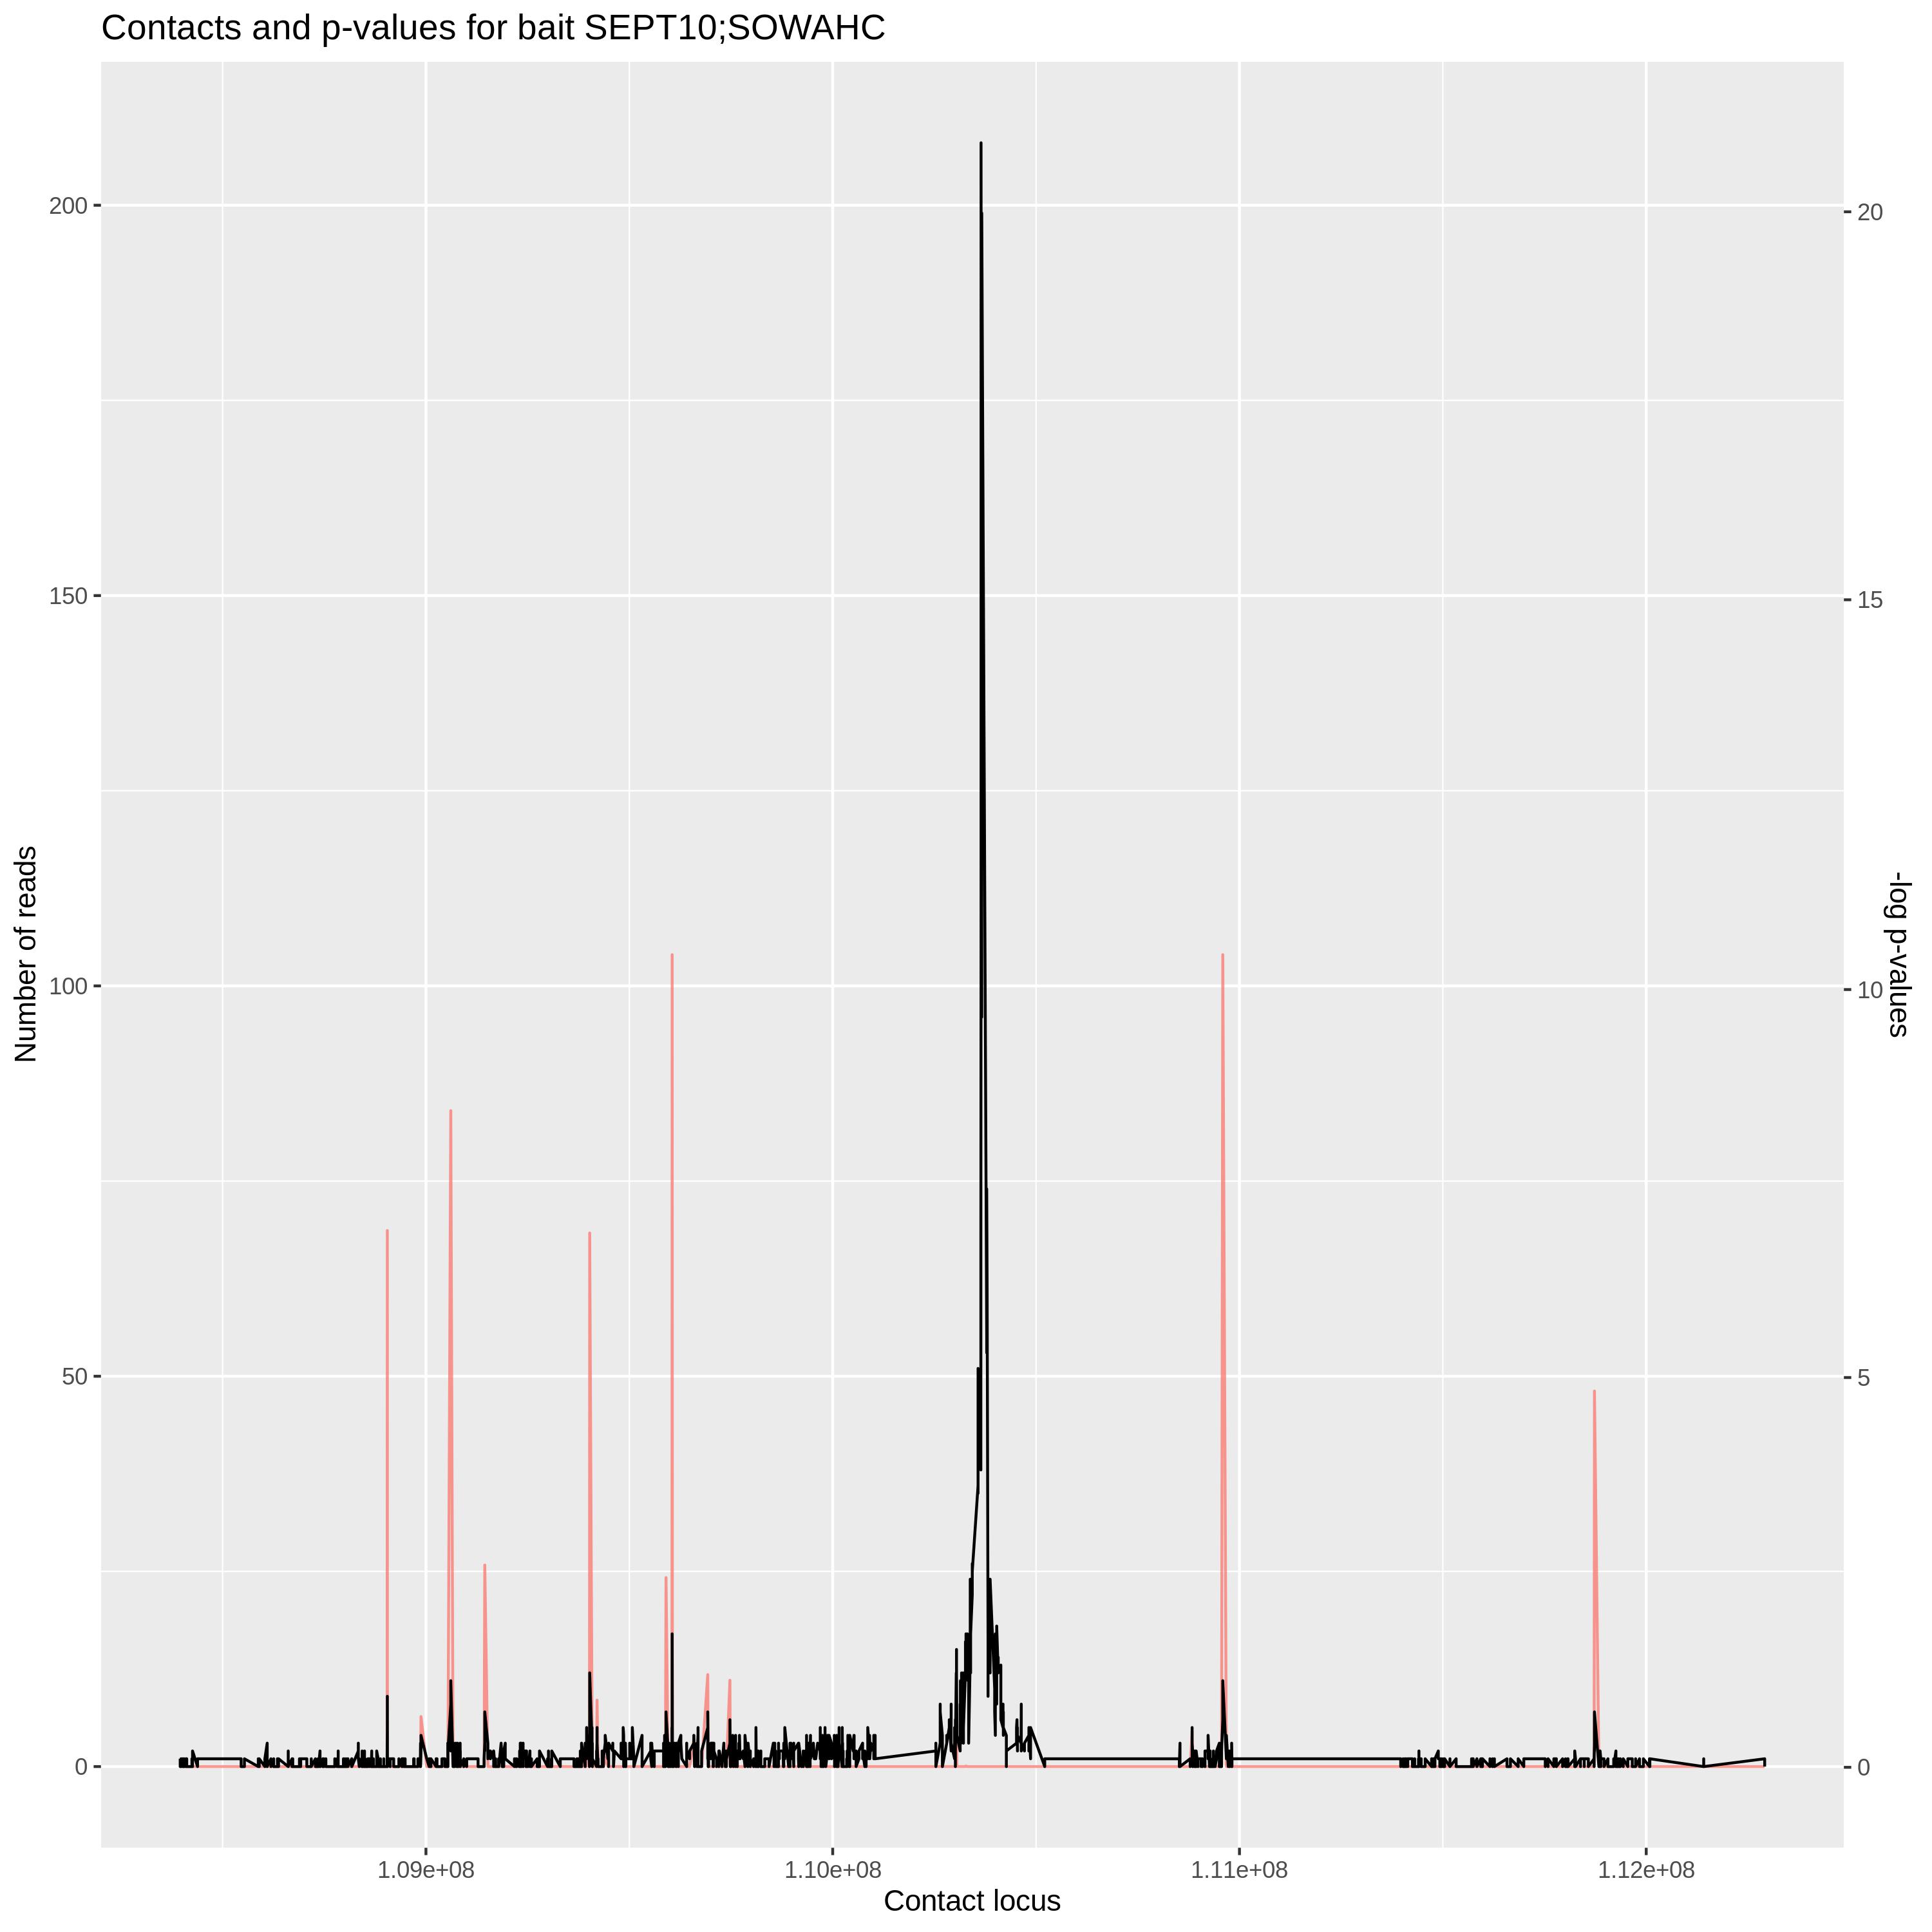 Contacts and p-values for bait SEPT10;SOWAHC
200
150
100
50
0
Number of reads
20
15
10
5
0
-log p-values
1.09e+08
1.10e+08
1.11e+08
1.12e+08
Contact locus